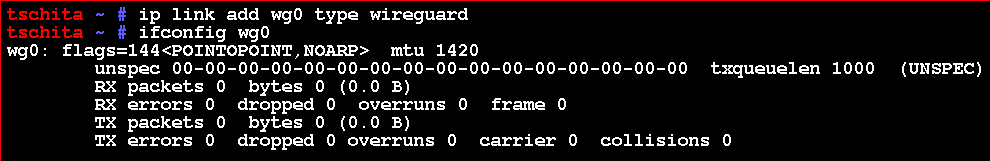 tschita ~ # ip link add wg0 type wireguard
tschita ~ # ifconfig wg0
wg0: flags=144<POINTOPOINT,NOARP>  mtu 1420
        unspec 00-00-00-00-00-00-00-00-00-00-00-00-00-00-00-00  txqueuelen 1000  (UNSPEC)
        RX packets 0  bytes 0 (0.0 B)
        RX errors 0  dropped 0  overruns 0  frame 0
        TX packets 0  bytes 0 (0.0 B)
        TX errors 0  dropped 0 overruns 0  carrier 0  collisions 0